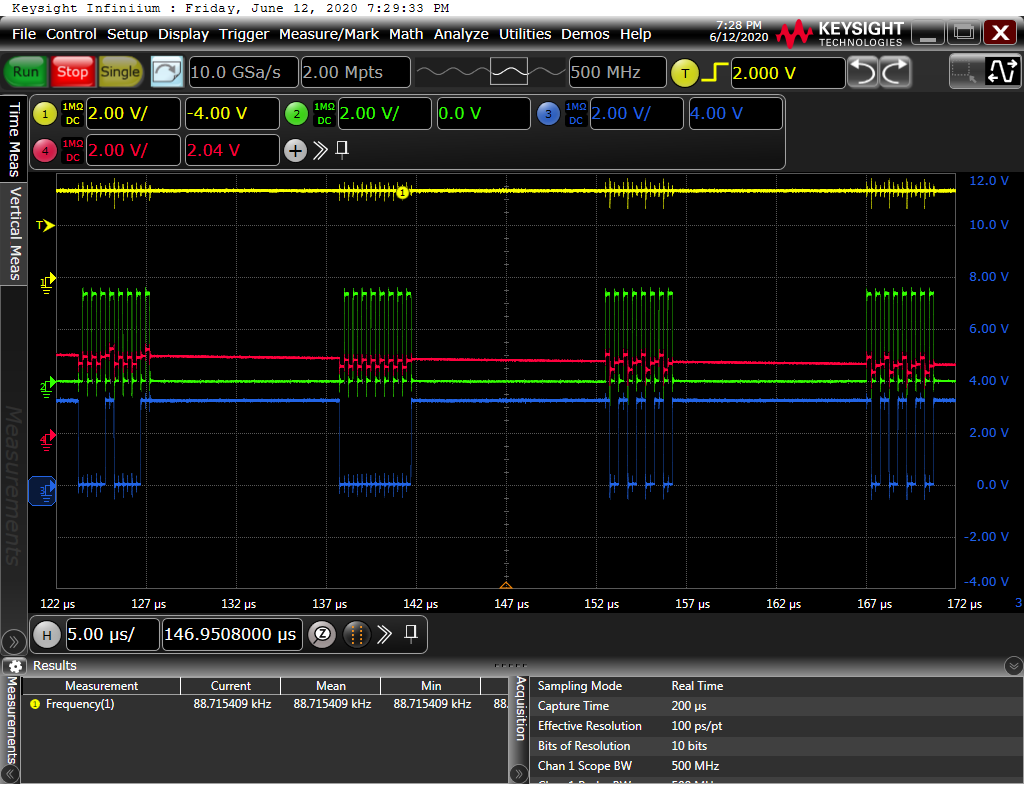 Keysight Infiniium : Friday, June 12, 2020 7:29:33 PM
File Control Setup Display Trigger Measure/Mark Math Analyze Utilities Demos Help
7:28 PM
6/12/2020
KEYSIGHT
TECHNOLOGIES
Run Stop Single 10.0 GSa/s 2.00 Mpts 500 MHz T 2.000 V
Time Meas
Vertical Meas
Measurements
1 1MΩ DC 2.00 V/ -4.00 V 2 1MΩ DC 2.00 V/ 0.0 V 3 1MΩ DC 2.00 V/ 4.00 V
4 1MΩ DC 2.00 V/ 2.04 V
12.0 V
1
T 10.0 V
1 8.00 V
6.00 V
2 4.00 V
4 2.00 V
3 0.0 V
-2.00 V
-4.00 V
122 µs 127 µs 132 µs 137 µs 142 µs 147 µs 152 µs 157 µs 162 µs 167 µs 172 µs 3
H 5.00 µs/ 146.9508000 µs Z
Results
Measurements
Measurement Current Mean Min
1 Frequency(1) 88.715409 kHz 88.715409 kHz 88.715409 kHz 88.
Acquisition
Sampling Mode Real Time
Capture Time 200 µs
Effective Resolution 100 ps/pt
Bits of Resolution 10 bits
Chan 1 Scope BW 500 MHz